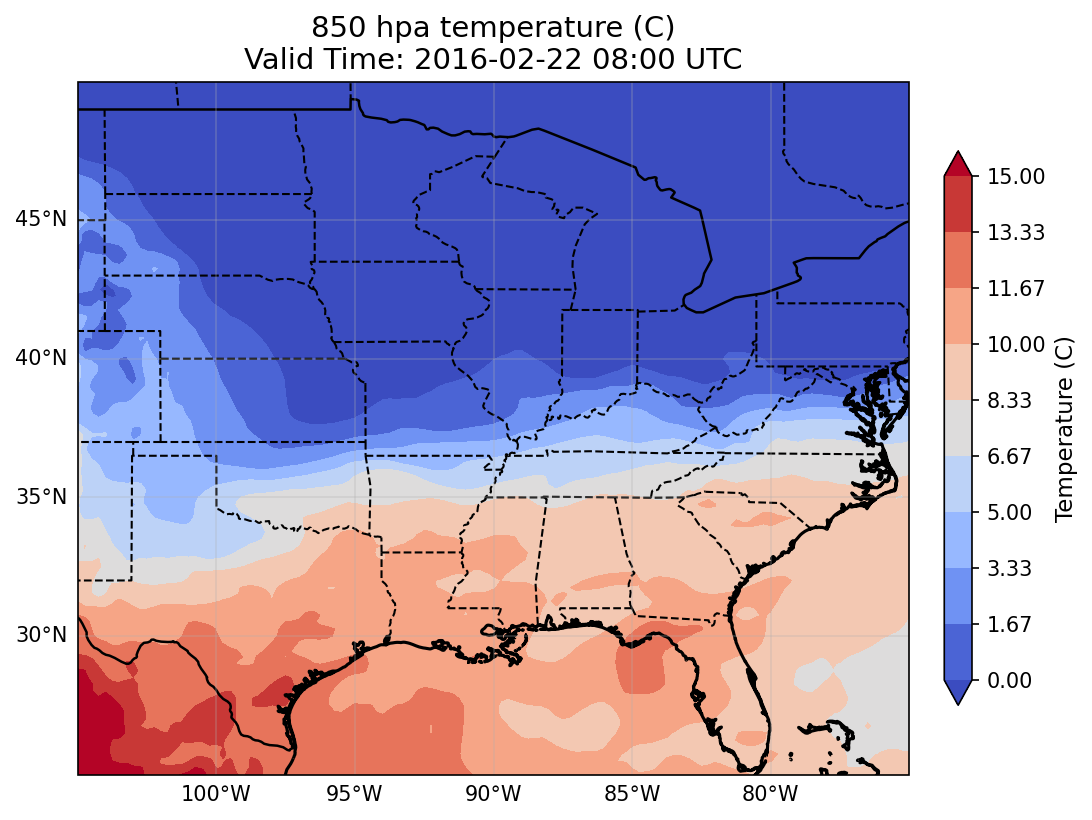 850 hpa temperature (C)
Valid Time: 2016-02-22 08:00 UTC
45°N
40°N
35°N
30°N
100°W
95°W
90°W
85°W
80°W
15.00
13.33
11.67
10.00
8.33
6.67
5.00
3.33
1.67
0.00
Temperature (C)